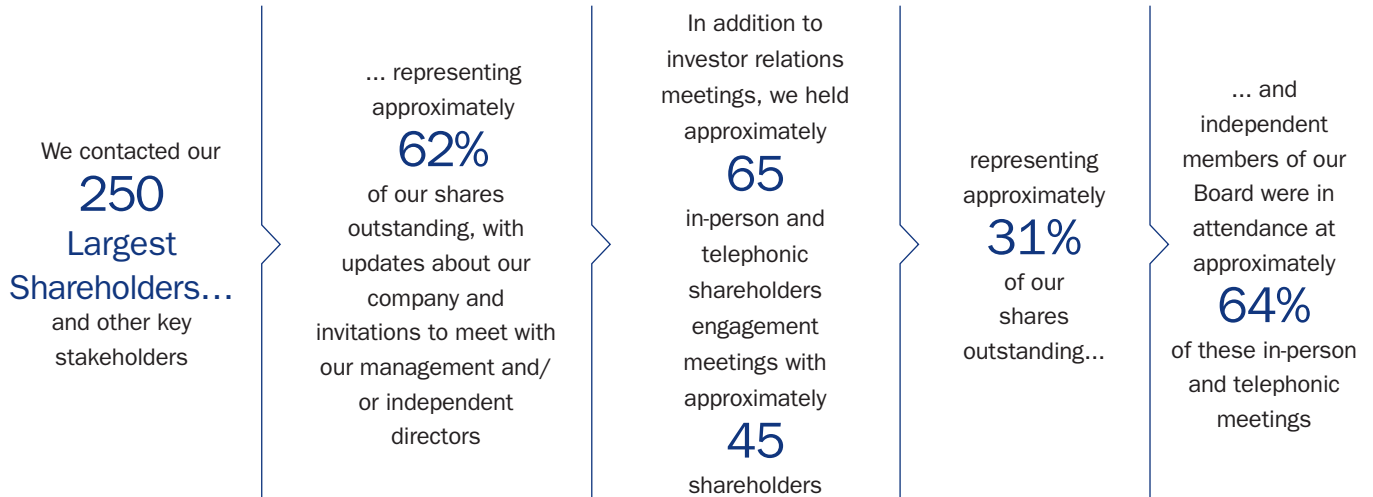 We contacted our
250
Largest
Shareholders...
and other key
stakeholders
... representing
approximately
62%
of our shares
outstanding, with
updates about our
company and
invitations to meet with
our management and/
or independent
directors
In addition to
investor relations
meetings, we held
approximately
65
in-person and
telephonic
shareholders
engagement
meetings with
approximately
45
shareholders
representing
approximately
31%
of our
shares
outstanding...
... and
independent
members of our
Board were in
attendance at
approximately
64%
of these in-person
and telephonic
meetings